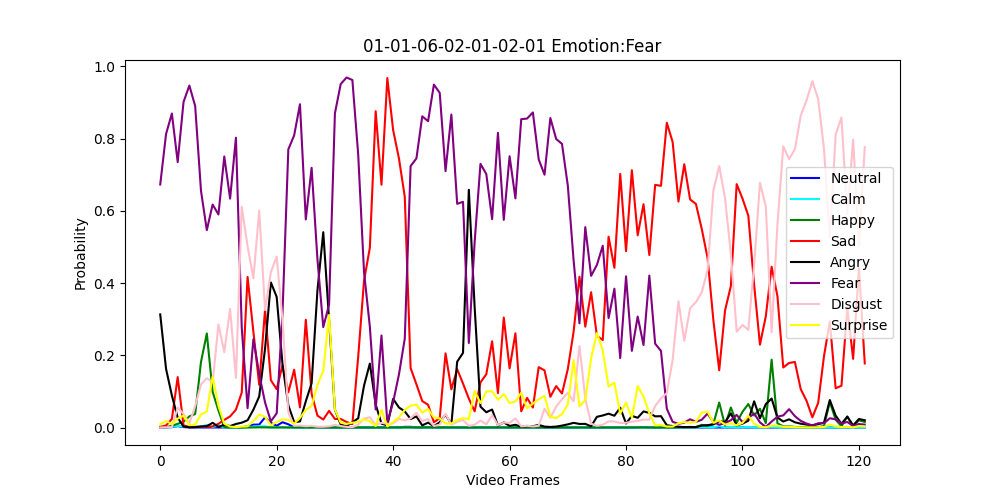 01-01-06-02-01-02-01 Emotion:Fear
Probability
1.0
0.8
0.6
0.4
0.2
0.0
0
20
40
60
80
100
120
Video Frames
Neutral
Calm
Happy
Sad
Angry
Fear
Disgust
Surprise